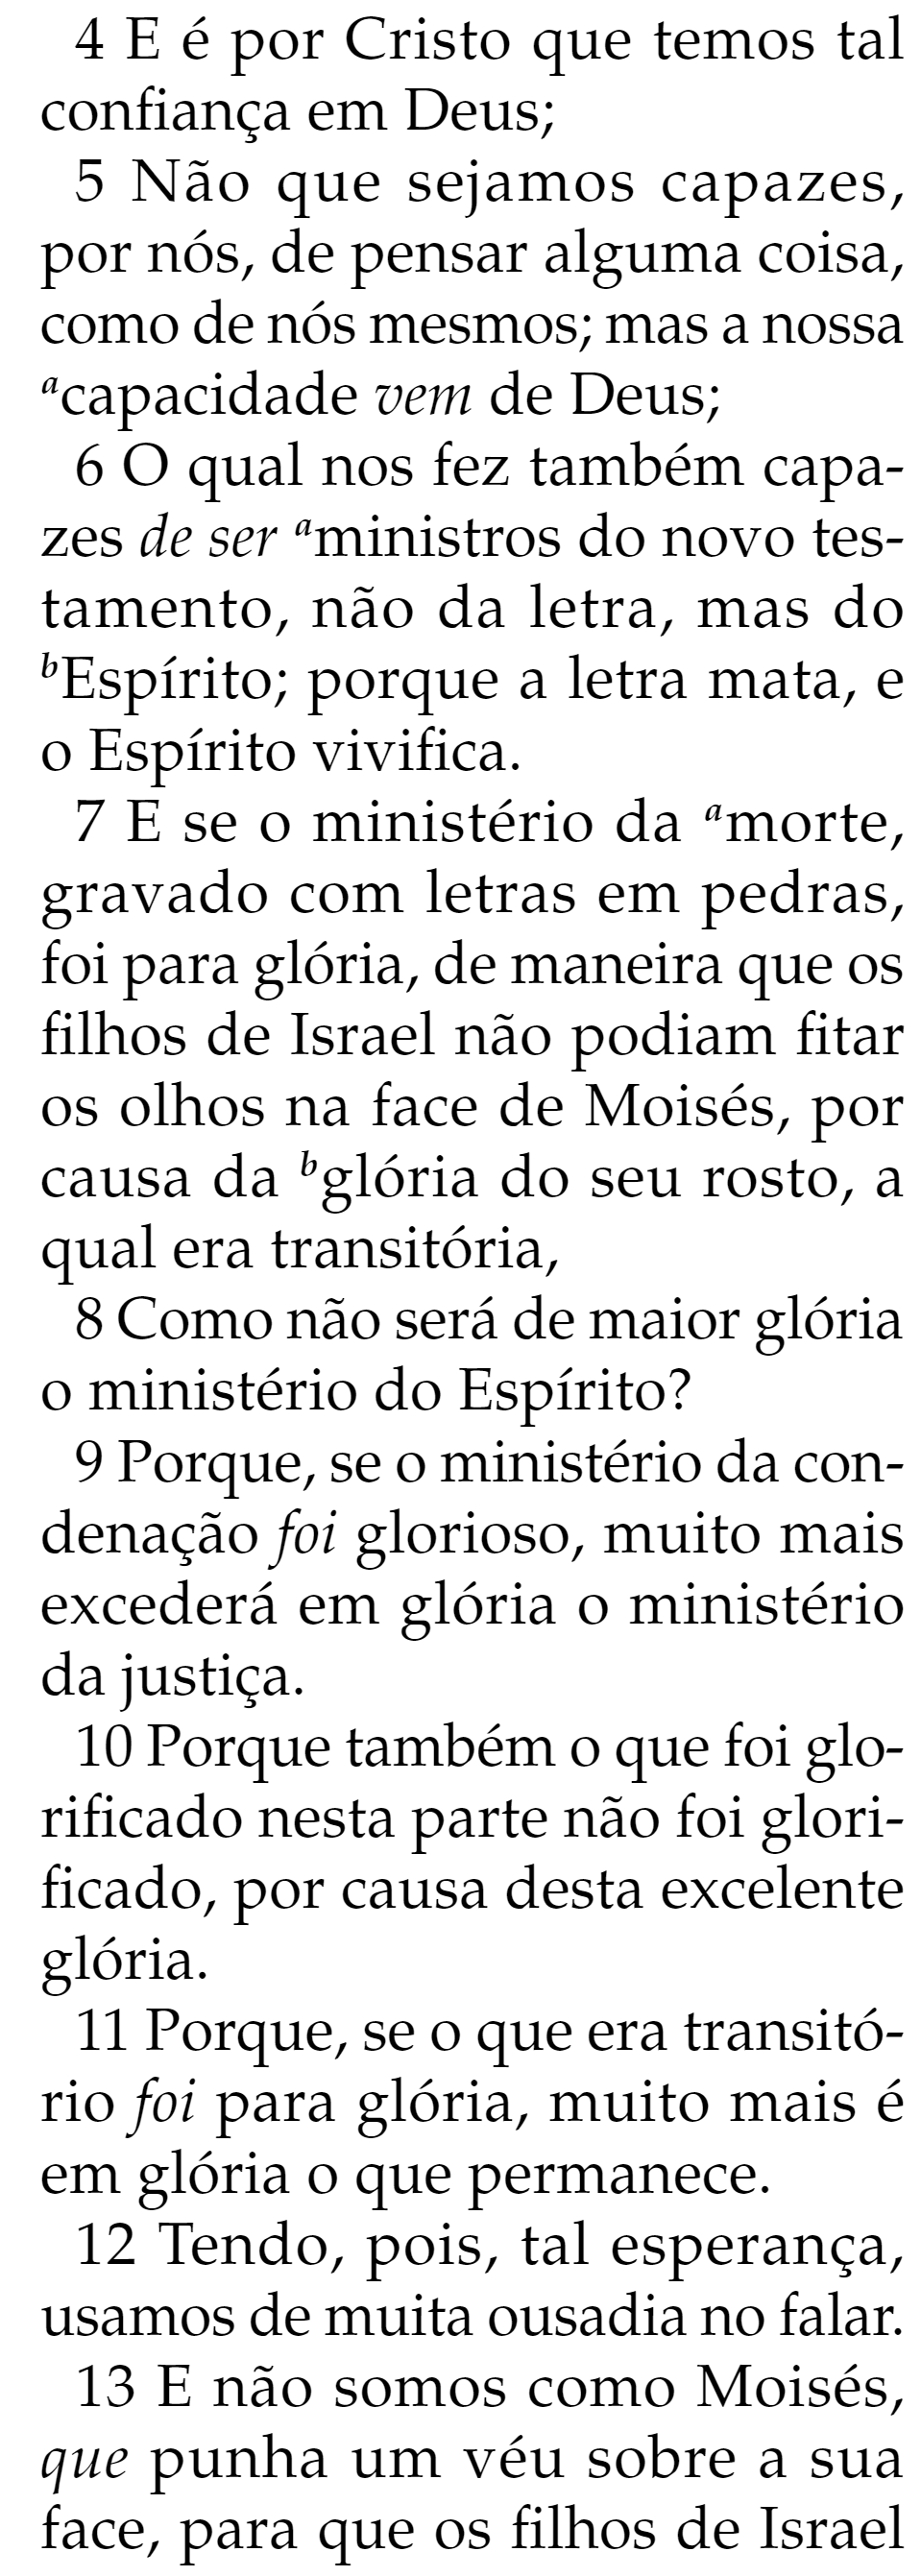 4 E é por Cristo que temos tal
confiança em Deus;
5 Não que sejamos capazes,
por nós, de pensar alguma coisa,
como de nós mesmos; mas a nossa
ᵃcapacidade vem de Deus;
6 O qual nos fez também capa-
zes de ser ᵃministros do novo tes-
tamento, não da letra, mas do
ᵇEspírito; porque a letra mata, e
o Espírito vivifica.
7 E se o ministério da ᵃmorte,
gravado com letras em pedras,
foi para glória, de maneira que os
filhos de Israel não podiam fitar
os olhos na face de Moisés, por
causa da ᵇglória do seu rosto, a
qual era transitória,
8 Como não será de maior glória
o ministério do Espírito?
9 Porque, se o ministério da con-
denação foi glorioso, muito mais
excederá em glória o ministério
da justiça.
10 Porque também o que foi glo-
rificado nesta parte não foi glori-
ficado, por causa desta excelente
glória.
11 Porque, se o que era transitó-
rio foi para glória, muito mais é
em glória o que permanece.
12 Tendo, pois, tal esperança,
usamos de muita ousadia no falar.
13 E não somos como Moisés,
que punha um véu sobre a sua
face, para que os filhos de Israel